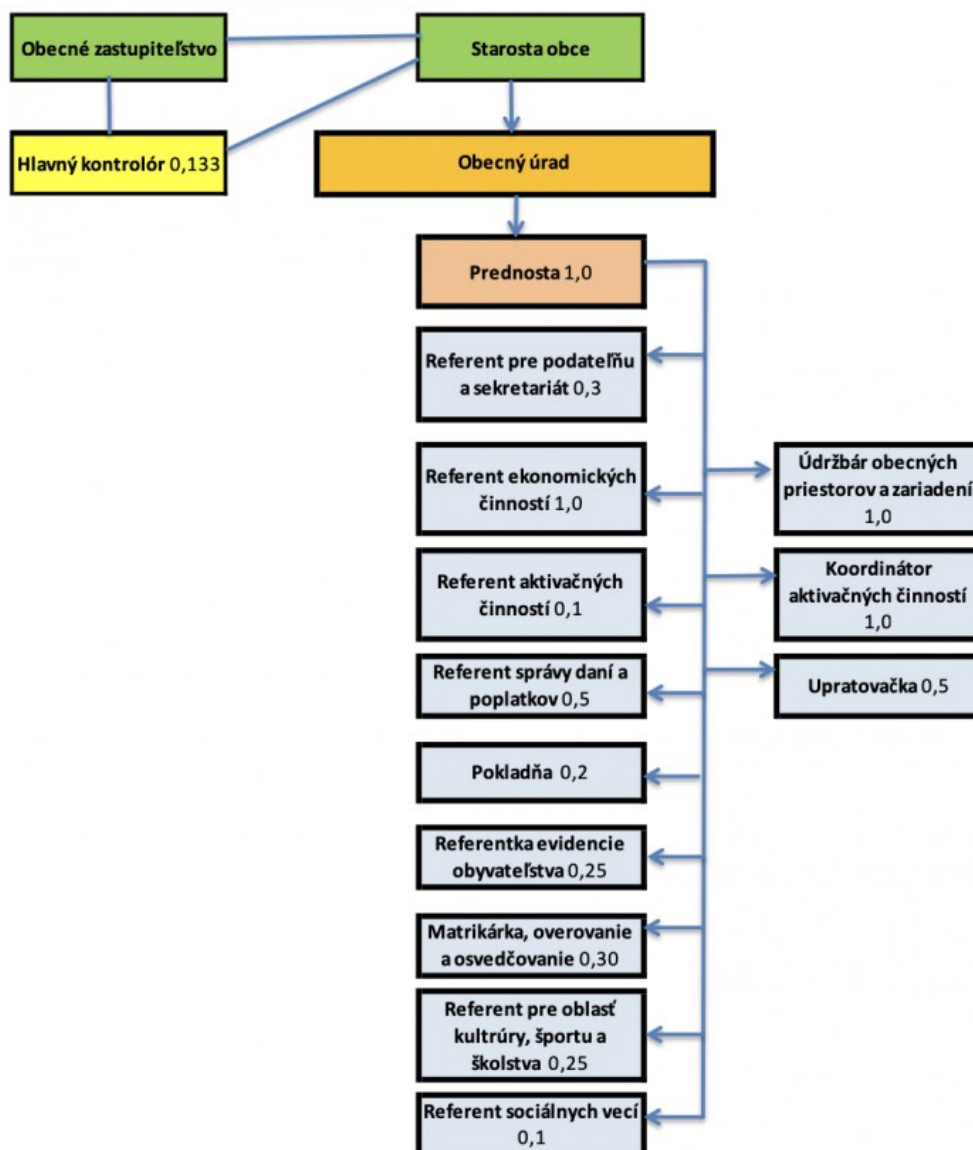 Obecné zastupiteľstvo
Starosta obce
Hlavný kontrolór 0,133
Obecný úrad
Prednosta 1,0
Referent pre podateľňu
a sekretariát 0,3
Referent ekonomických
činností 1,0
Údržbár obecných
priestorov a zariadení
1,0
Referent aktivačných
činností 0,1
Koordinátor
aktivačných činností
1,0
Referent správy daní a
poplatkov 0,5
Upratovačka 0,5
Pokladňa 0,2
Referentka evidencie
obyvateľstva 0,25
Matrikárka, overovanie
a osvedčovanie 0,30
Referent pre oblasť
kultrúry, športu a
školstva 0,25
Referent sociálnych vecí
0,1